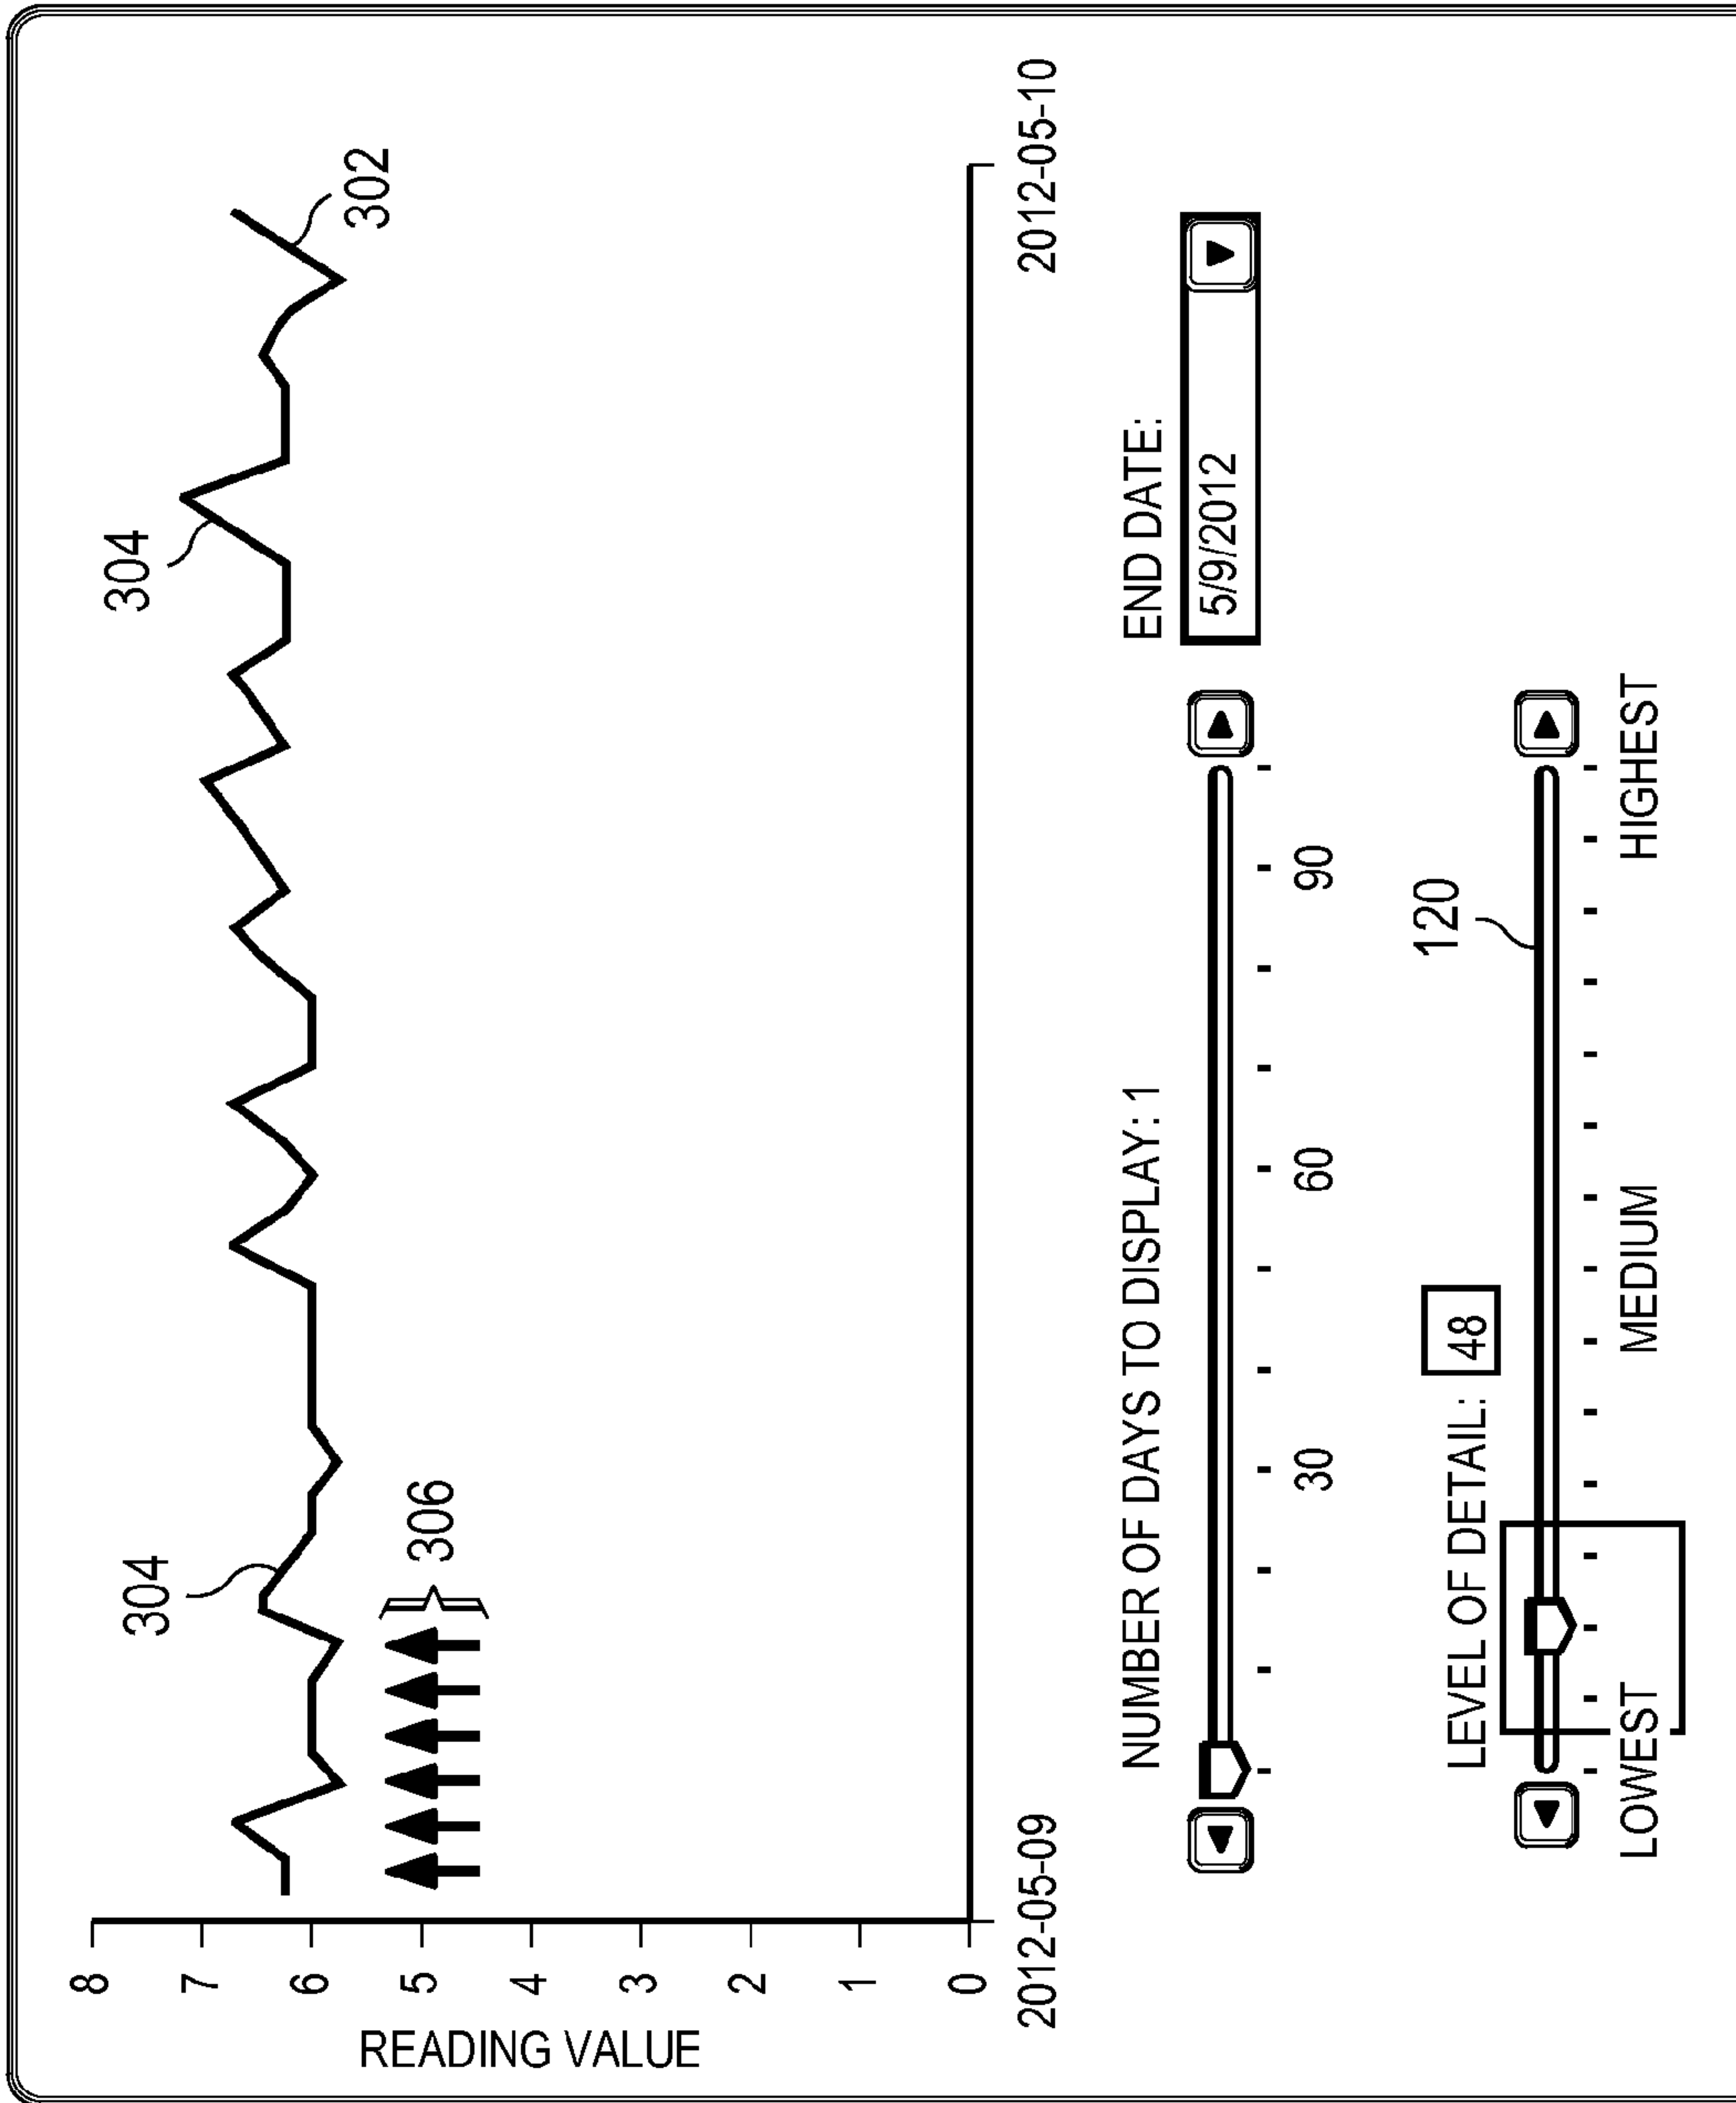 304
304
302
306
8
7
6
5
4
3
2
1
0
READING VALUE
2012-05-09
2012-05-10
NUMBER OF DAYS TO DISPLAY: 1
END DATE:
5/9/2012
30
60
90
LEVEL OF DETAIL: 48
120
LOWEST
MEDIUM
HIGHEST